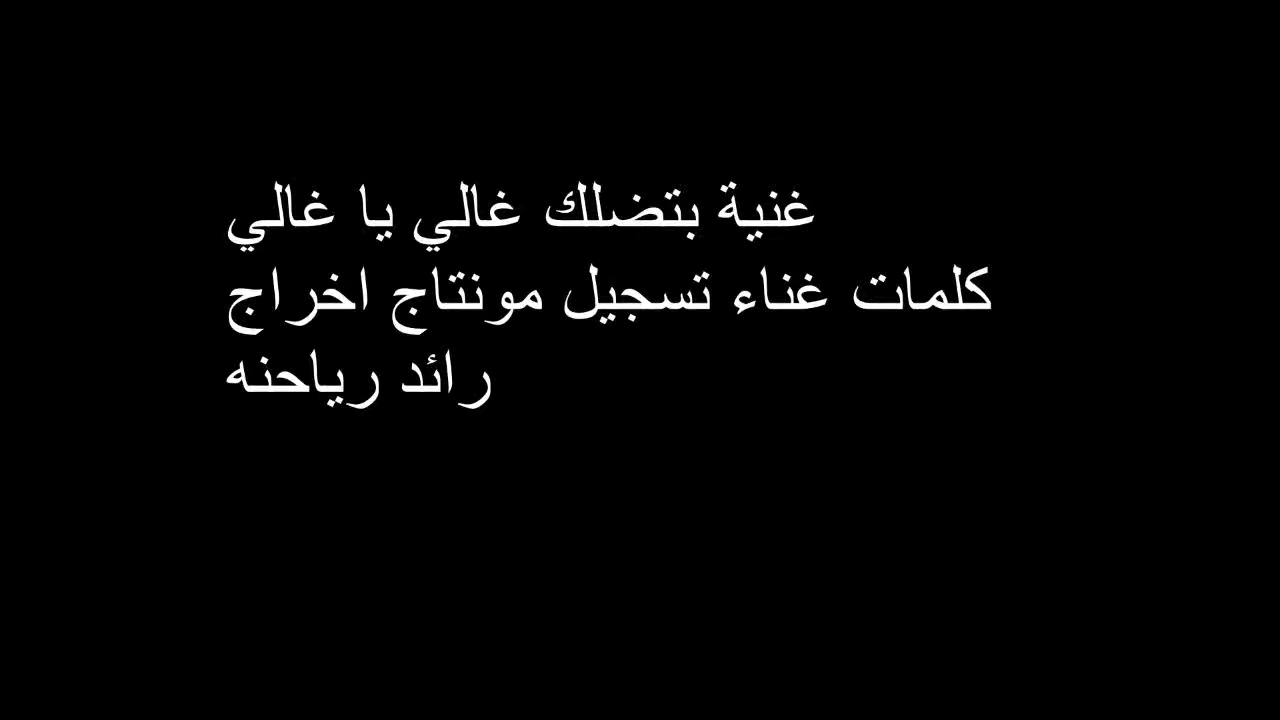 غنية بتضلك غالي يا غالي
كلمات غناء تسجيل مونتاج اخراج
رائد رياحنه